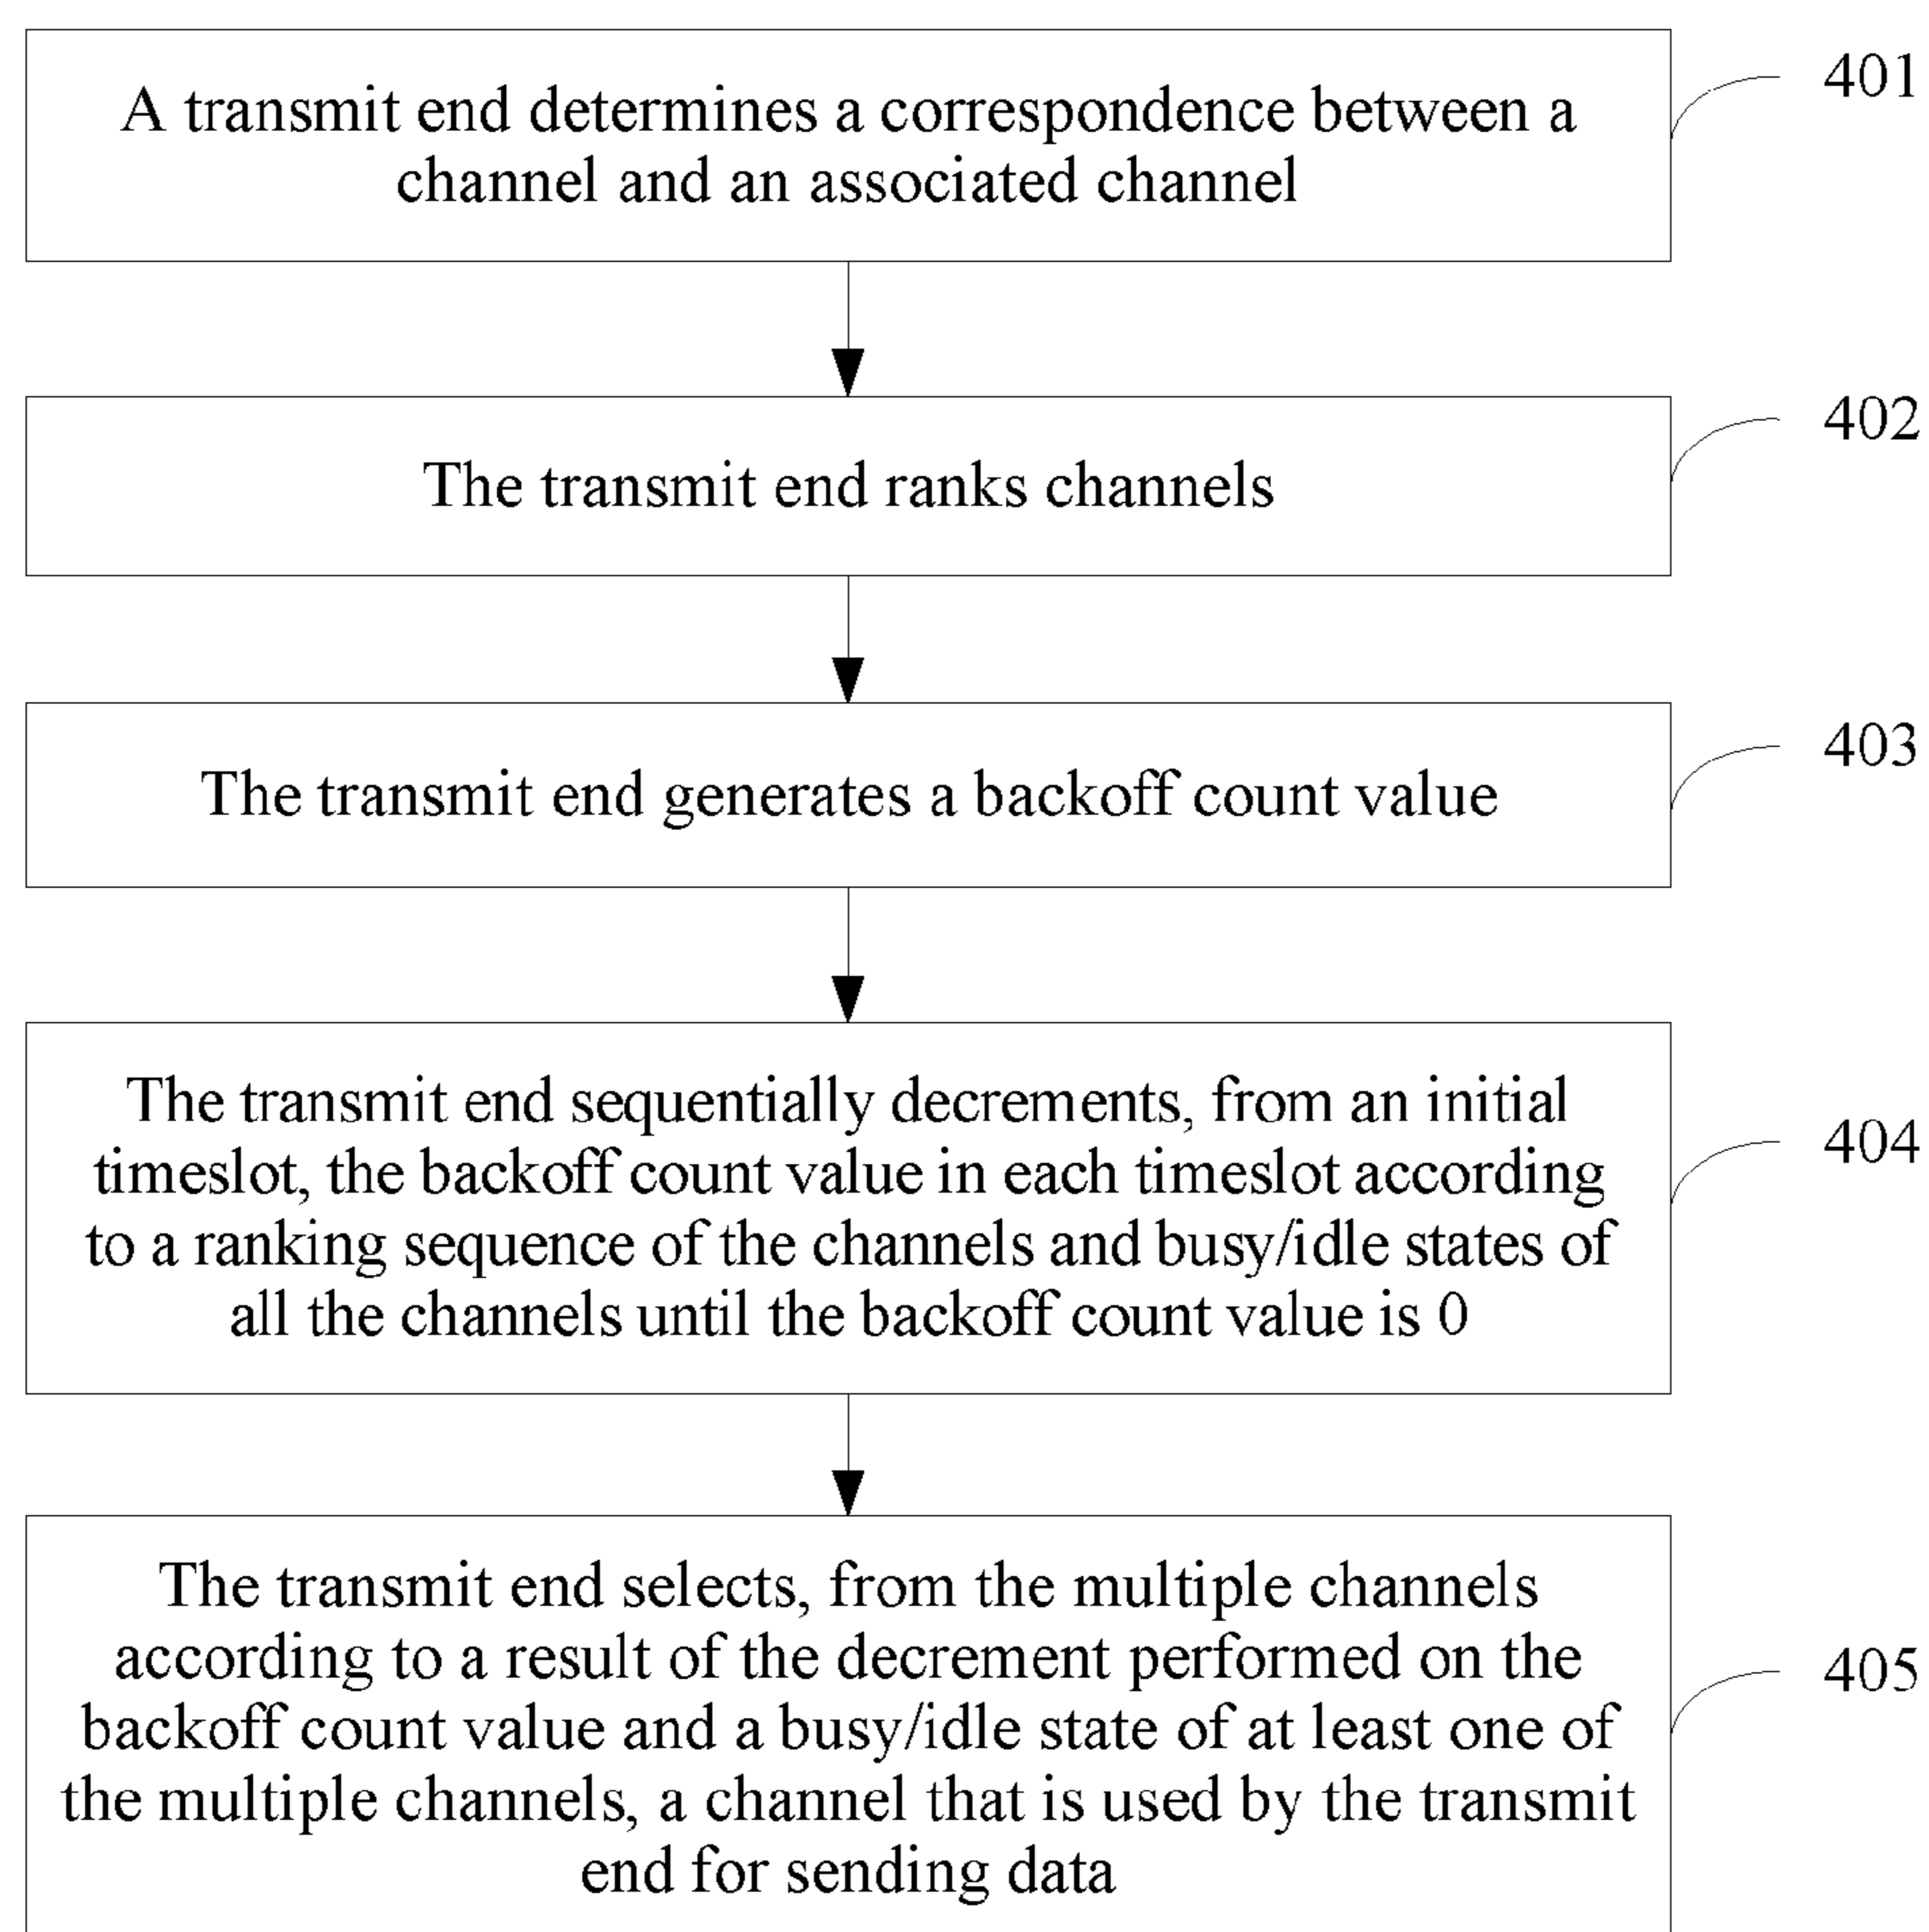 A transmit end determines a correspondence between a
channel and an associated channel
401
The transmit end ranks channels
402
The transmit end generates a backoff count value
403
The transmit end sequentially decrements, from an initial
timeslot, the backoff count value in each timeslot according
to a ranking sequence of the channels and busy/idle states of
all the channels until the backoff count value is 0
404
The transmit end selects, from the multiple channels
according to a result of the decrement performed on the
backoff count value and a busy/idle state of at least one of
the multiple channels, a channel that is used by the transmit
end for sending data
405